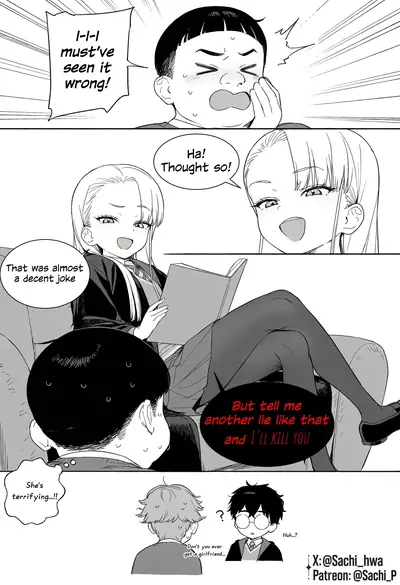 I-I-I
must've
seen it
wrong!
Ha!
Thought so!
That was almost
a decent joke
But tell me
another lie like that
and I'LL KILL YOU
She's
terrifying...!!
?
Huh..?
Don't you ever
get a girlfriend...
X:@Sachi_hwa
Patreon: @Sachi_P